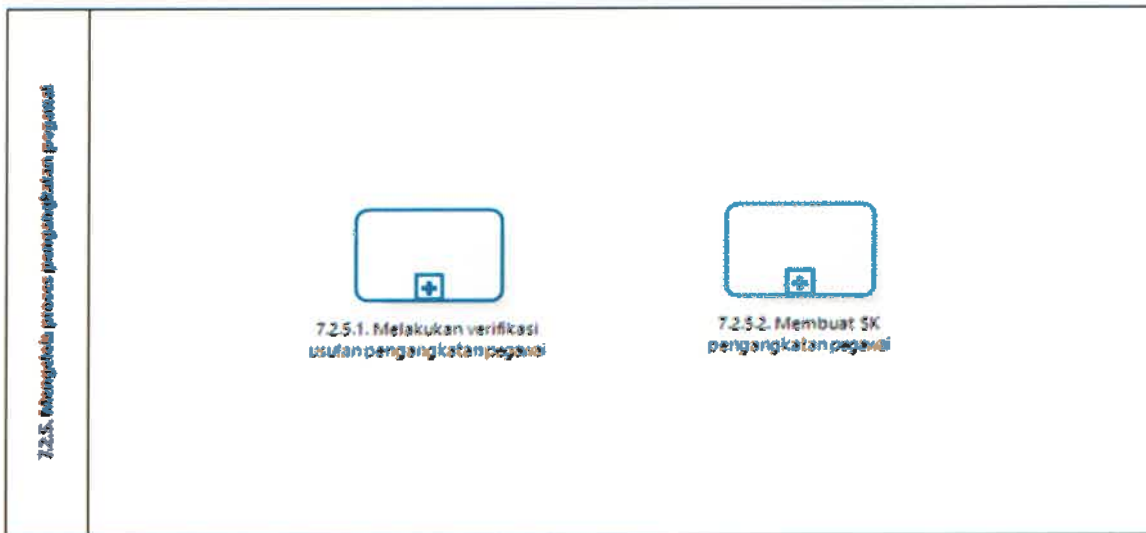 7.2.5. Mengelola proses pengangkatan pegawai
7.2.5.1. Melakukan verifikasi
usulan pengangkatan pegawai
7.2.5.2. Membuat SK
pengangkatan pegawai